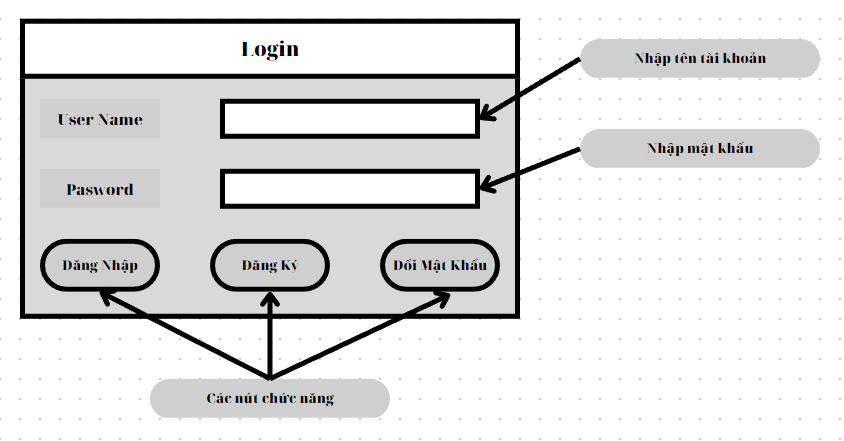 Login
Nhập tên tài khoản
User Name
Nhập mật khẩu
Pasword
Đăng Nhập
Đăng Ký
Đổi Mật Khẩu
Các nút chức năng